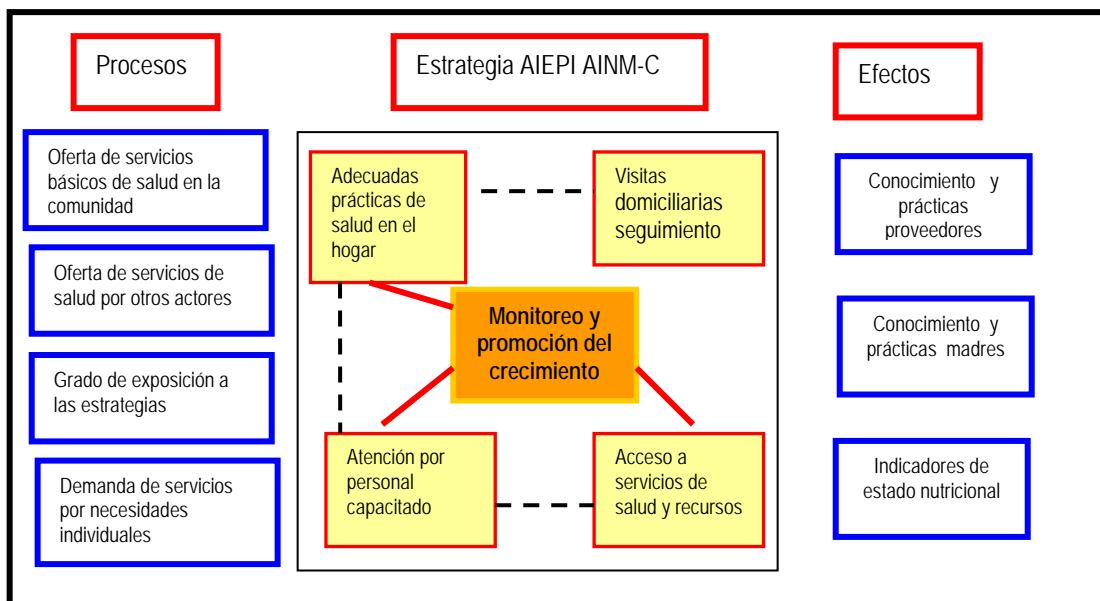 Procesos
Estrategia AIEPI AINM-C
Efectos
Oferta de servicios
básicos de salud en la
comunidad
Oferta de servicios de
salud por otros actores
Grado de exposición a
las estrategias
Demanda de servicios
por necesidades
individuales
Adecuadas
prácticas de
salud en el
hogar
Visitas
domiciliarias
seguimiento
Monitoreo y
promoción del
crecimiento
Atención por
personal
capacitado
Acceso a
servicios de
salud y recursos
Conocimiento y
prácticas
proveedores
Conocimiento y
prácticas madres
Indicadores de
estado nutricional